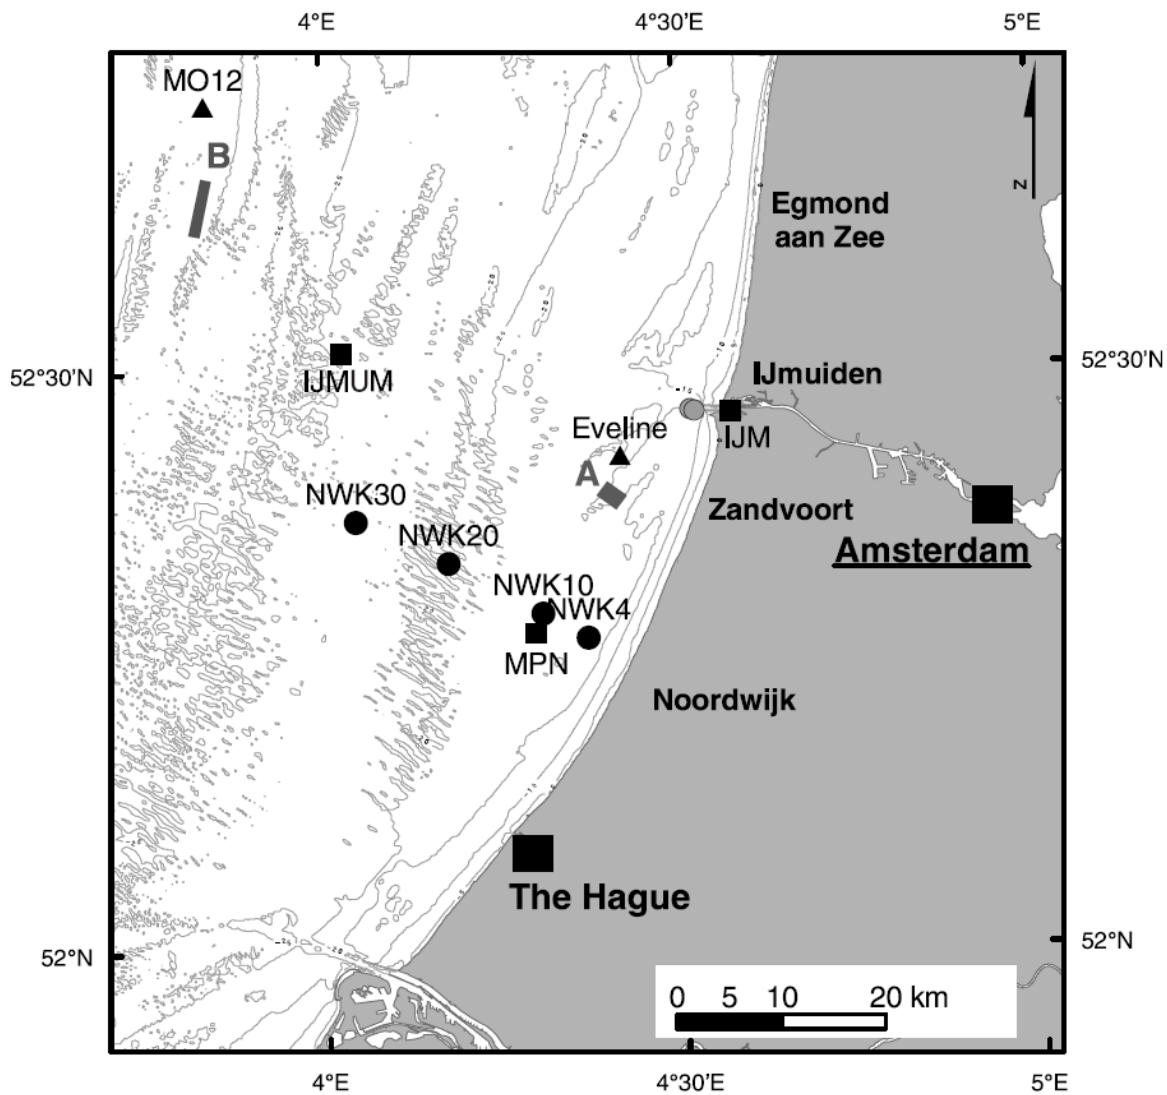 4°E 4°30'E 5°E
MO12
B
N
Egmond
aan Zee
52°30'N
52°30'N
IJMUM
IJmuiden
Eveline
IJM
A
NWK30
Zandvoort
NWK20
Amsterdam
NWK10
NWK4
MPN
Noordwijk
The Hague
52°N
52°N
0 5 10 20 km
4°E 4°30'E 5°E